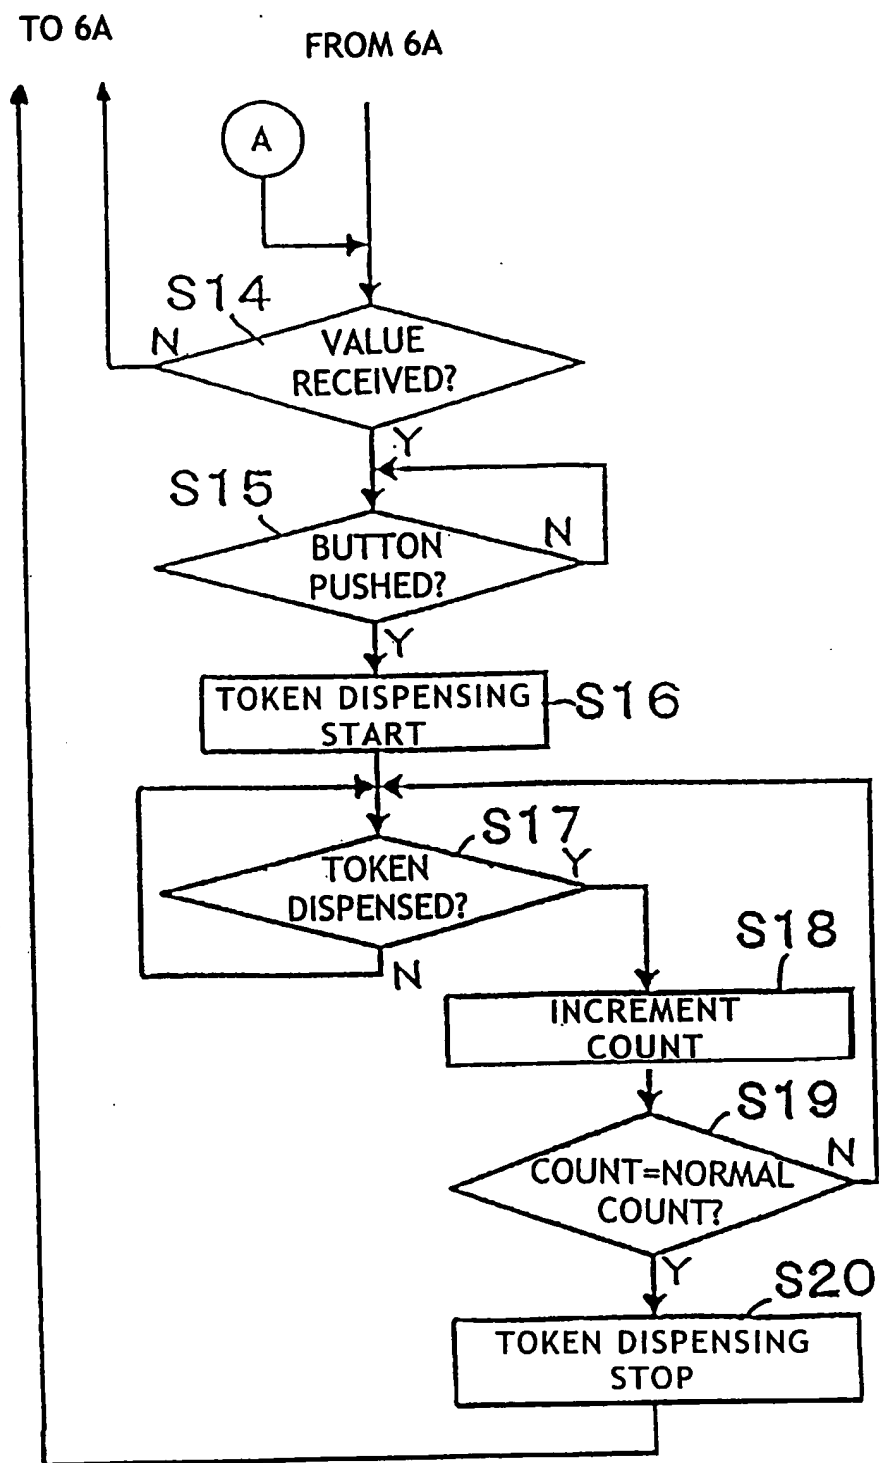 TO 6A
FROM 6A
A
S14
N
VALUE
RECEIVED?
Y
S15
N
BUTTON
PUSHED?
Y
TOKEN DISPENSING
START
S16
S17
Y
TOKEN
DISPENSED?
N
S18
INCREMENT
COUNT
S19
N
COUNT=NORMAL
COUNT?
Y
S20
TOKEN DISPENSING
STOP